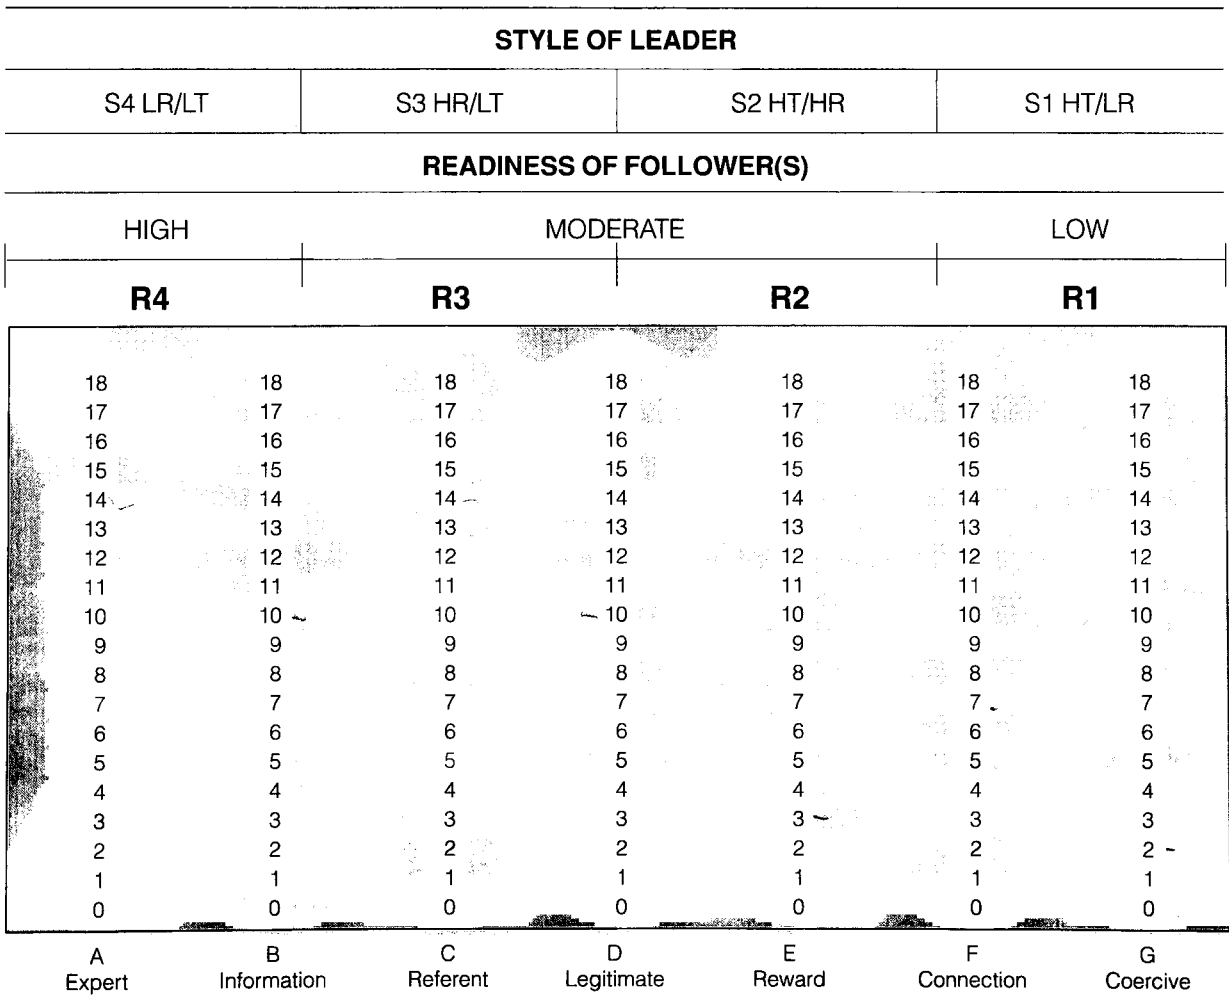 STYLE OF LEADER
S4 LR/LT S3 HR/LT S2 HT/HR S1 HT/LR
READINESS OF FOLLOWER(S)
HIGH MODERATE LOW
R4 R3 R2 R1
18 18 18 18 18 18 18
17 17 17 17 17 17 17
16 16 16 16 16 16 16
15 15 15 15 15 15 15
14 14 14 14 14 14 14
13 13 13 13 13 13 13
12 12 12 12 12 12 12
11 11 11 11 11 11 11
10 10 10 10 10 10 10
9 9 9 9 9 9 9
8 8 8 8 8 8 8
7 7 7 7 7 7 7
6 6 6 6 6 6 6
5 5 5 5 5 5 5
4 4 4 4 4 4 4
3 3 3 3 3 3 3
2 2 2 2 2 2 2
1 1 1 1 1 1 1
0 0 0 0 0 0 0
A B C D E F G
Expert Information Referent Legitimate Reward Connection Coercive